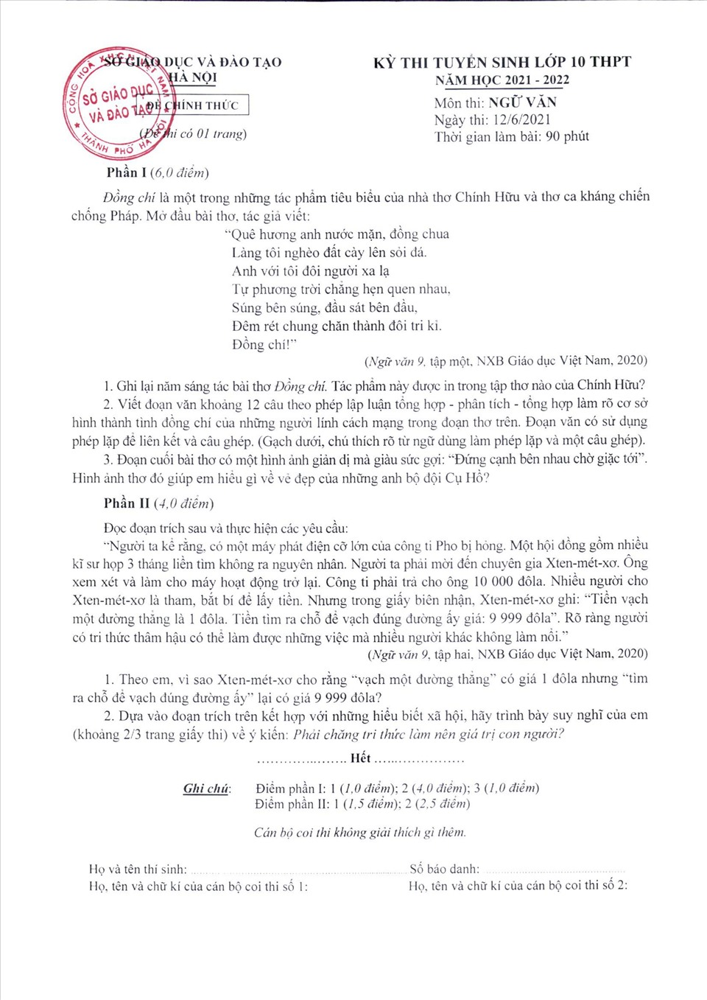 SỞ GIÁO DỤC VÀ ĐÀO TẠO
HÀ NỘI
ĐỀ CHÍNH THỨC
(Đề thi có 01 trang)
CỘNG HOÀ XHCN VIỆT NAM
SỞ GIÁO DỤC
VÀ ĐÀO TẠO
THÀNH PHỐ HÀ NỘI
KỲ THI TUYỂN SINH LỚP 10 THPT
NĂM HỌC 2021 - 2022
Môn thi: NGỮ VĂN
Ngày thi: 12/6/2021
Thời gian làm bài: 90 phút
Phần I (6,0 điểm)
Đồng chí là một trong những tác phẩm tiêu biểu của nhà thơ Chính Hữu và thơ ca kháng chiến
chống Pháp. Mở đầu bài thơ, tác giả viết:
“Quê hương anh nước mặn, đồng chua
Làng tôi nghèo đất cày lên sỏi đá.
Anh với tôi đôi người xa lạ
Tự phương trời chẳng hẹn quen nhau,
Súng bên súng, đầu sát bên đầu,
Đêm rét chung chăn thành đôi tri kỉ.
Đồng chí!”
(Ngữ văn 9, tập một, NXB Giáo dục Việt Nam, 2020)
1. Ghi lại năm sáng tác bài thơ Đồng chí. Tác phẩm này được in trong tập thơ nào của Chính Hữu?
2. Viết đoạn văn khoảng 12 câu theo phép lập luận tổng hợp - phân tích - tổng hợp làm rõ cơ sở
hình thành tình đồng chí của những người lính cách mạng trong đoạn thơ trên. Đoạn văn có sử dụng
phép lặp để liên kết và câu ghép. (Gạch dưới, chú thích rõ từ ngữ dùng làm phép lặp và một câu ghép).
3. Đoạn cuối bài thơ có một hình ảnh giản dị mà giàu sức gợi: “Đứng cạnh bên nhau chờ giặc tới”.
Hình ảnh thơ đó giúp em hiểu gì về vẻ đẹp của những anh bộ đội Cụ Hồ?
Phần II (4,0 điểm)
Đọc đoạn trích sau và thực hiện các yêu cầu:
“Người ta kể rằng, có một máy phát điện cỡ lớn của công ti Pho bị hỏng. Một hội đồng gồm nhiều
kĩ sư họp 3 tháng liền tìm không ra nguyên nhân. Người ta phải mời đến chuyên gia Xten-mét-xơ. Ông
xem xét và làm cho máy hoạt động trở lại. Công ti phải trả cho ông 10 000 đôla. Nhiều người cho
Xten-mét-xơ là tham, bắt bí để lấy tiền. Nhưng trong giấy biên nhận, Xten-mét-xơ ghi: “Tiền vạch
một đường thẳng là 1 đôla. Tiền tìm ra chỗ để vạch đúng đường ấy giá: 9 999 đôla”. Rõ ràng người
có tri thức thâm hậu có thể làm được những việc mà nhiều người khác không làm nổi.”
(Ngữ văn 9, tập hai, NXB Giáo dục Việt Nam, 2020)
1. Theo em, vì sao Xten-mét-xơ cho rằng “vạch một đường thẳng” có giá 1 đôla nhưng “tìm
ra chỗ để vạch đúng đường ấy” lại có giá 9 999 đôla?
2. Dựa vào đoạn trích trên kết hợp với những hiểu biết xã hội, hãy trình bày suy nghĩ của em
(khoảng 2/3 trang giấy thi) về ý kiến: Phải chăng tri thức làm nên giá trị con người?
..................... Hết .....................
Ghi chú: Điểm phần I: 1 (1,0 điểm); 2 (4,0 điểm); 3 (1,0 điểm)
Điểm phần II: 1 (1,5 điểm); 2 (2,5 điểm)
Cán bộ coi thi không giải thích gì thêm.
Họ và tên thí sinh: .......................................................... Số báo danh: .....................................
Họ, tên và chữ kí của cán bộ coi thi số 1: Họ, tên và chữ kí của cán bộ coi thi số 2: